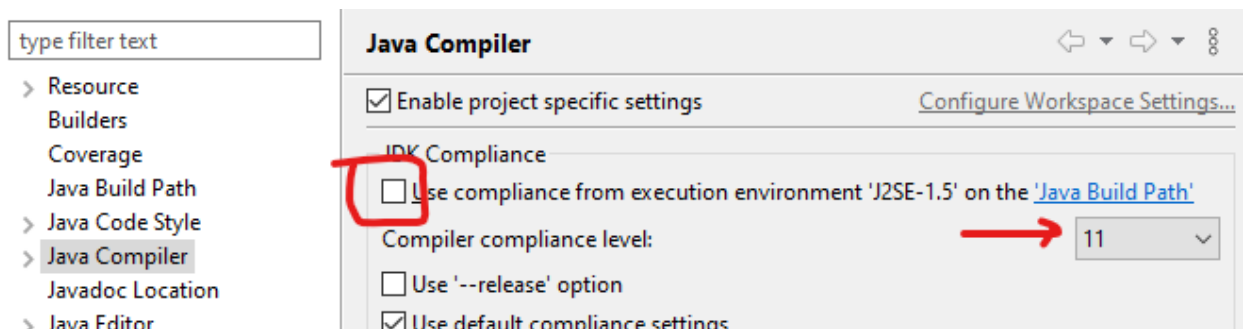 type filter text
Resource
Builders
Coverage
Java Build Path
Java Code Style
Java Compiler
Javadoc Location
Java Editor
Java Compiler
Enable project specific settings
Configure Workspace Settings...
JDK Compliance
Use compliance from execution environment 'J2SE-1.5' on the 'Java Build Path'
Compiler compliance level:
11
Use '--release' option
Use default compliance settings